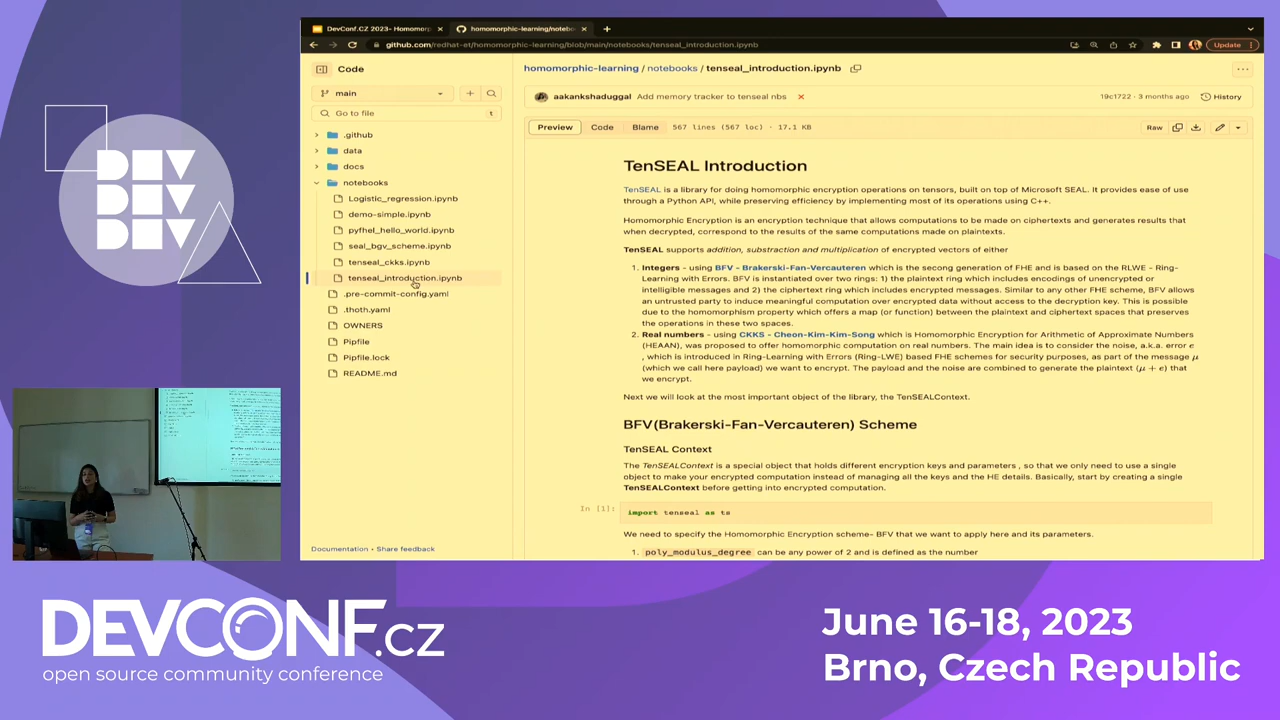 DEV
DEV
DEV
DevConf.CZ 2023- Homomorp
homomorphic-learning/notebo
github.com/redhat-et/homomorphic-learning/blob/main/notebooks/tenseal_introduction.ipynb
Update
Code
main
Go to file
t
.github
data
docs
notebooks
Logistic_regression.ipynb
demo-simple.ipynb
pyfhel_hello_world.ipynb
seal_bgv_scheme.ipynb
tenseal_ckks.ipynb
tenseal_introduction.ipynb
.pre-commit-config.yaml
.thoth.yaml
OWNERS
Pipfile
Pipfile.lock
README.md
Documentation • Share feedback
homomorphic-learning / notebooks / tenseal_introduction.ipynb
aakankshaduggal Add memory tracker to tenseal nbs
19c1722 · 3 months ago
History
Preview Code Blame 567 lines (567 loc) · 17.1 KB
Raw
TenSEAL Introduction
TenSEAL is a library for doing homomorphic encryption operations on tensors, built on top of Microsoft SEAL. It provides ease of use
through a Python API, while preserving efficiency by implementing most of its operations using C++.
Homomorphic Encryption is an encryption technique that allows computations to be made on ciphertexts and generates results that
when decrypted, correspond to the results of the same computations made on plaintexts.
TenSEAL supports addition, substraction and multiplication of encrypted vectors of either
1. Integers - using BFV - Brakerski-Fan-Vercauteren which is the secong generation of FHE and is based on the RLWE - Ring-
Learning with Errors. BFV is instantiated over two rings: 1) the plaintext ring which includes encodings of unencrypted or
intelligible messages and 2) the ciphertext ring which includes encrypted messages. Similar to any other FHE scheme, BFV allows
an untrusted party to induce meaningful computation over encrypted data without access to the decryption key. This is possible
due to the homomorphism property which offers a map (or function) between the plaintext and ciphertext spaces that preserves
the operations in these two spaces.
2. Real numbers - using CKKS - Cheon-Kim-Kim-Song which is Homomorphic Encryption for Arithmetic of Approximate Numbers
(HEAAN), was proposed to offer homomorphic computation on real numbers. The main idea is to consider the noise, a.k.a. error e
, which is introduced in Ring-Learning with Errors (Ring-LWE) based FHE schemes for security purposes, as part of the message μ
(which we call here payload) we want to encrypt. The payload and the noise are combined to generate the plaintext (μ + e) that
we encrypt.
Next we will look at the most important object of the library, the TenSEALContext.
BFV(Brakerski-Fan-Vercauteren) Scheme
TenSEAL Context
The TenSEALContext is a special object that holds different encryption keys and parameters , so that we only need to use a single
object to make your encrypted computation instead of managing all the keys and the HE details. Basically, start by creating a single
TenSEALContext before getting into encrypted computation.
In [1]: import tenseal as ts
We need to specify the Homomorphic Encryption scheme- BFV that we want to apply here and its parameters.
1. poly_modulus_degree can be any power of 2 and is defined as the number
DEVCONF.cz
open source community conference
June 16-18, 2023
Brno, Czech Republic